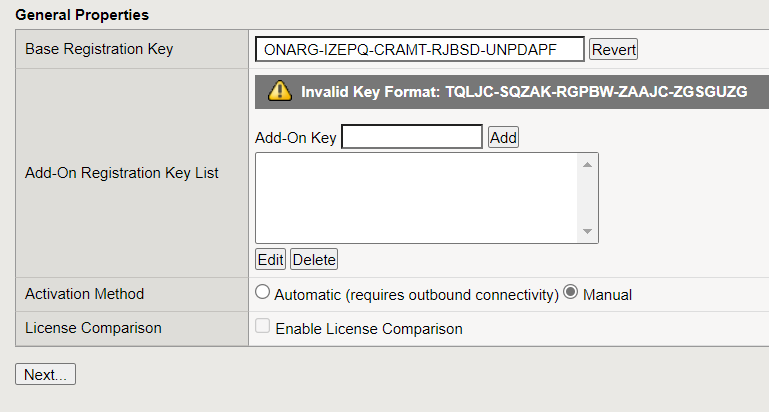 General Properties
Base Registration Key ONARG-IZEPQ-CRAMT-RJBSD-UNPDAPF Revert
Invalid Key Format: TQLJC-SQZAK-RGPBW-ZAAJC-ZGSGUZG
Add-On Key Add
Add-On Registration Key List
Edit Delete
Activation Method Automatic (requires outbound connectivity) Manual
License Comparison Enable License Comparison
Next...